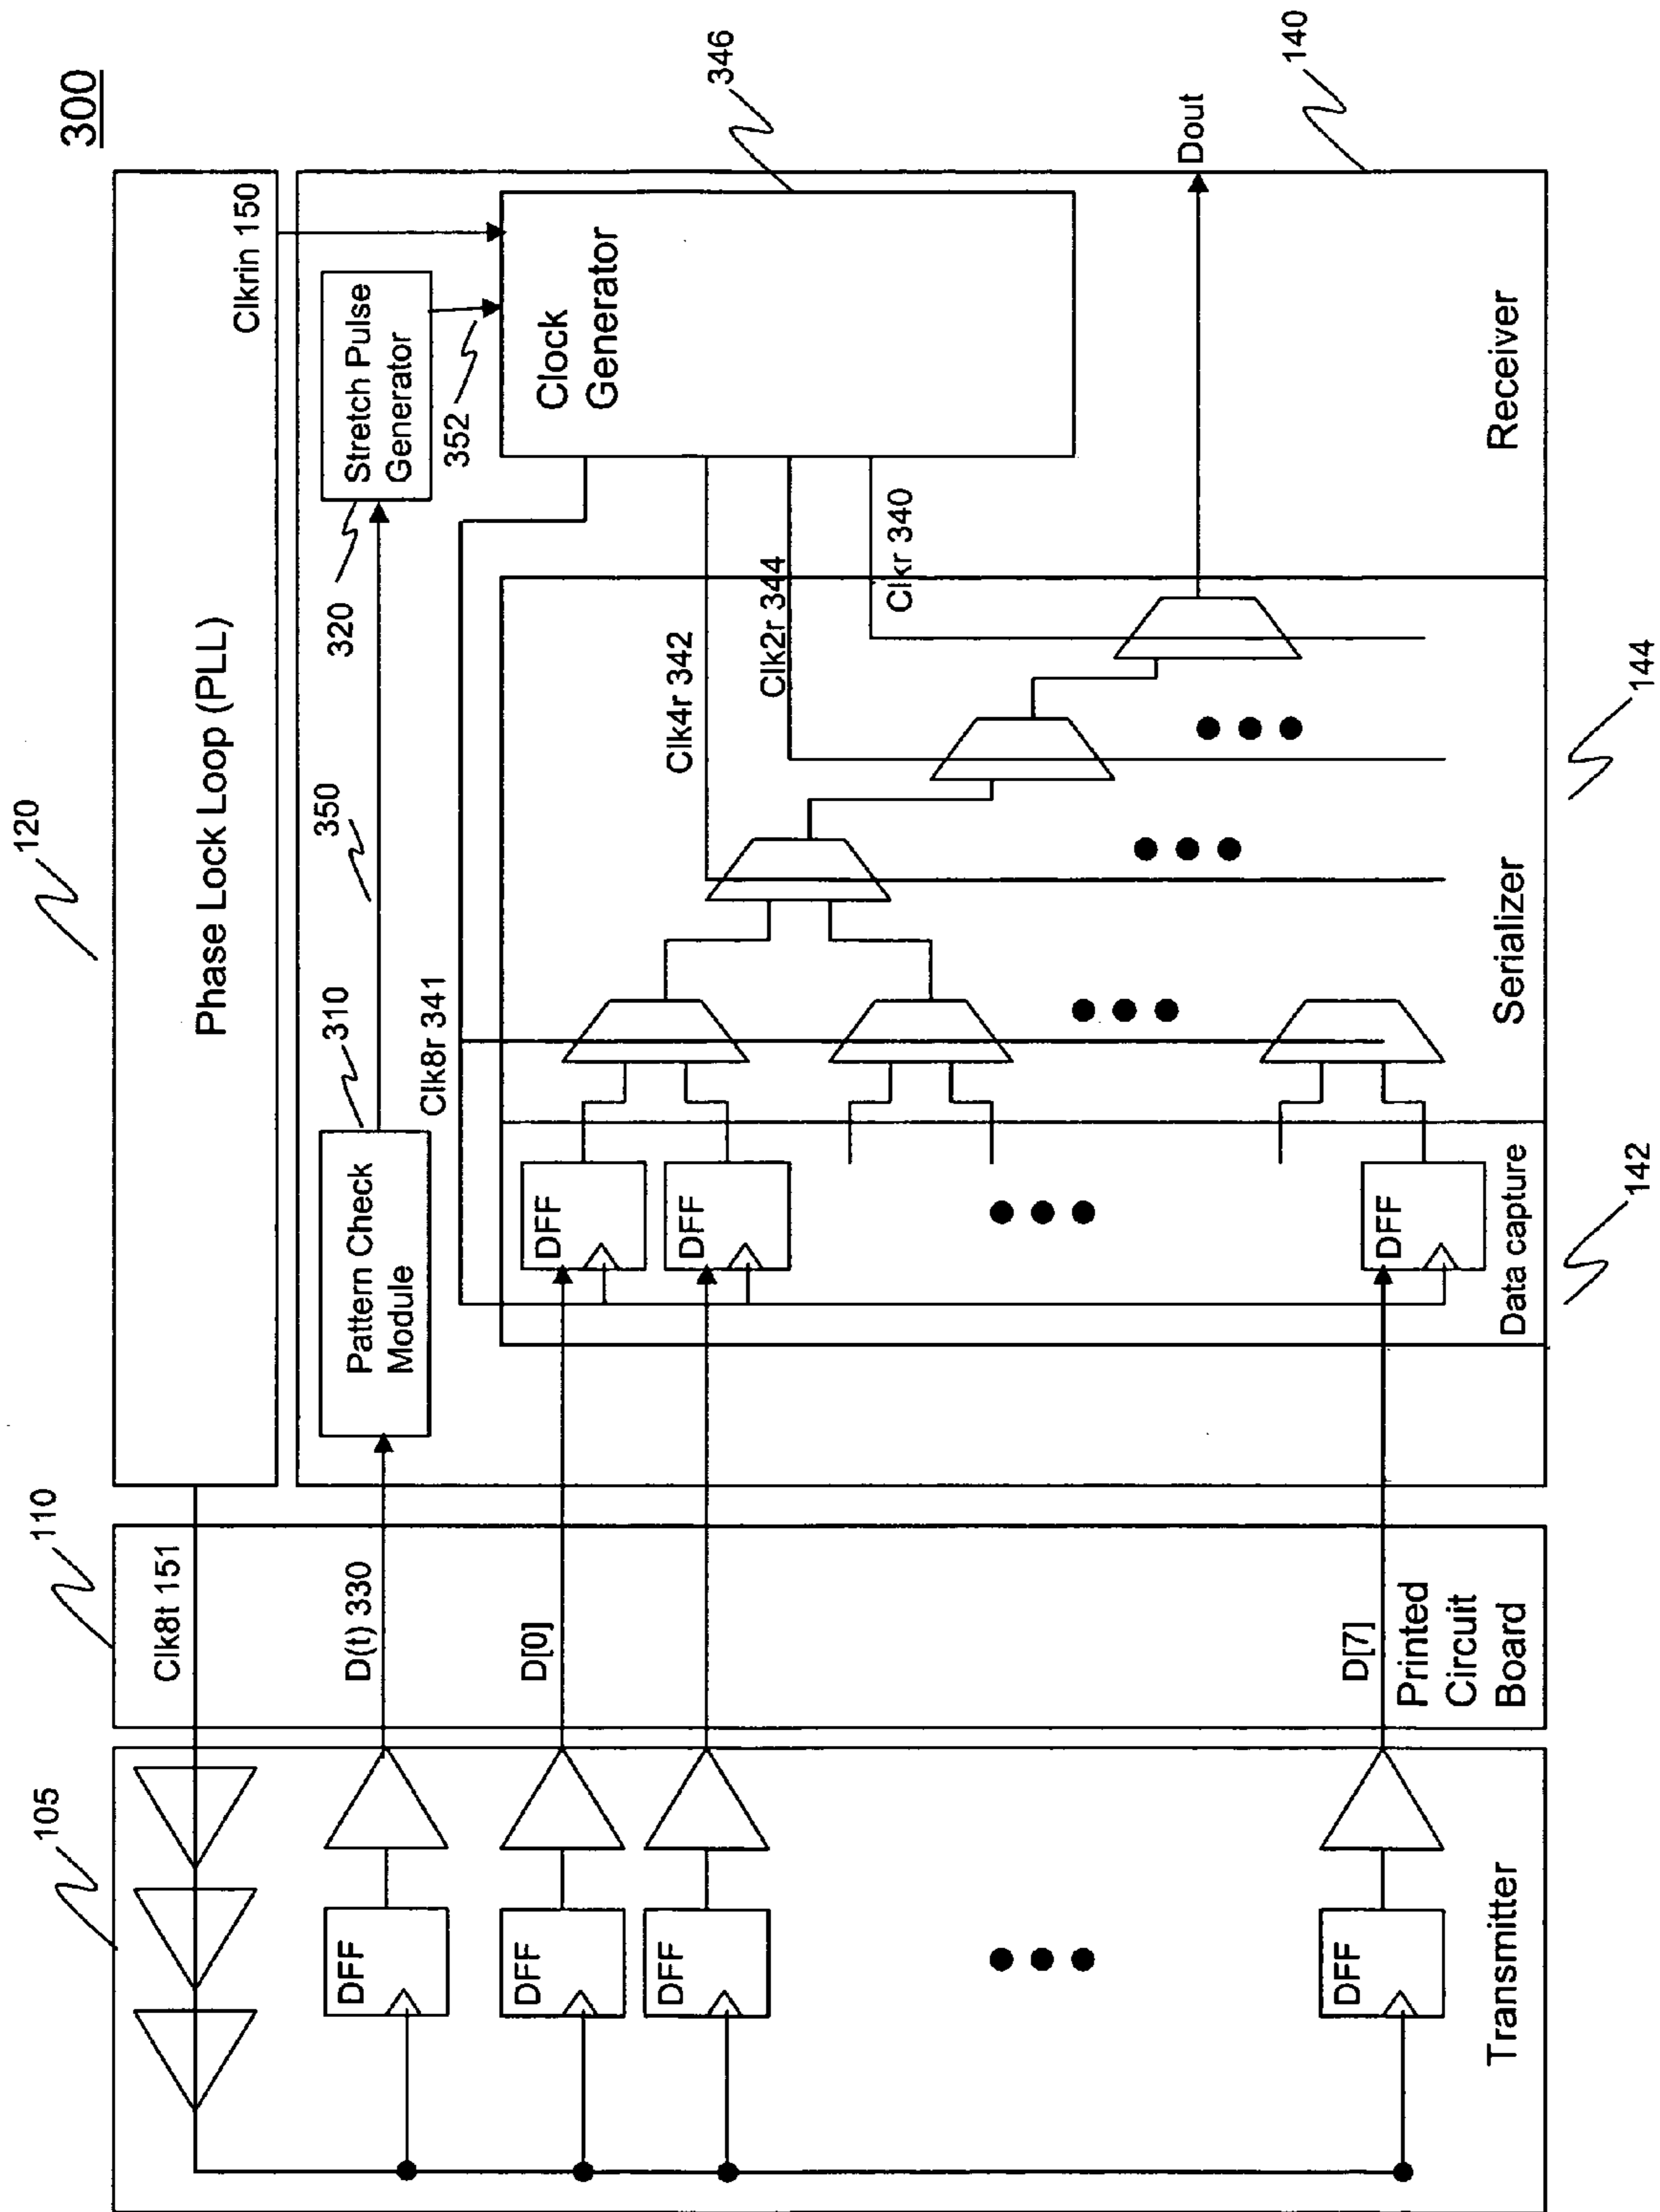 300
120
Phase Lock Loop (PLL)
Clkrin 150
105
110
Clk8t 151
D(t) 330
D[0]
D[7]
Printed
Circuit
Board
DFF
DFF
DFF
DFF
Transmitter
Pattern Check
Module
310
350
320
Stretch Pulse
Generator
352
346
Clock
Generator
Clk8r 341
Clk4r 342
Clk2r 344
Clkr 340
DFF
DFF
DFF
Data capture
142
Serializer
144
Receiver
Dout
140